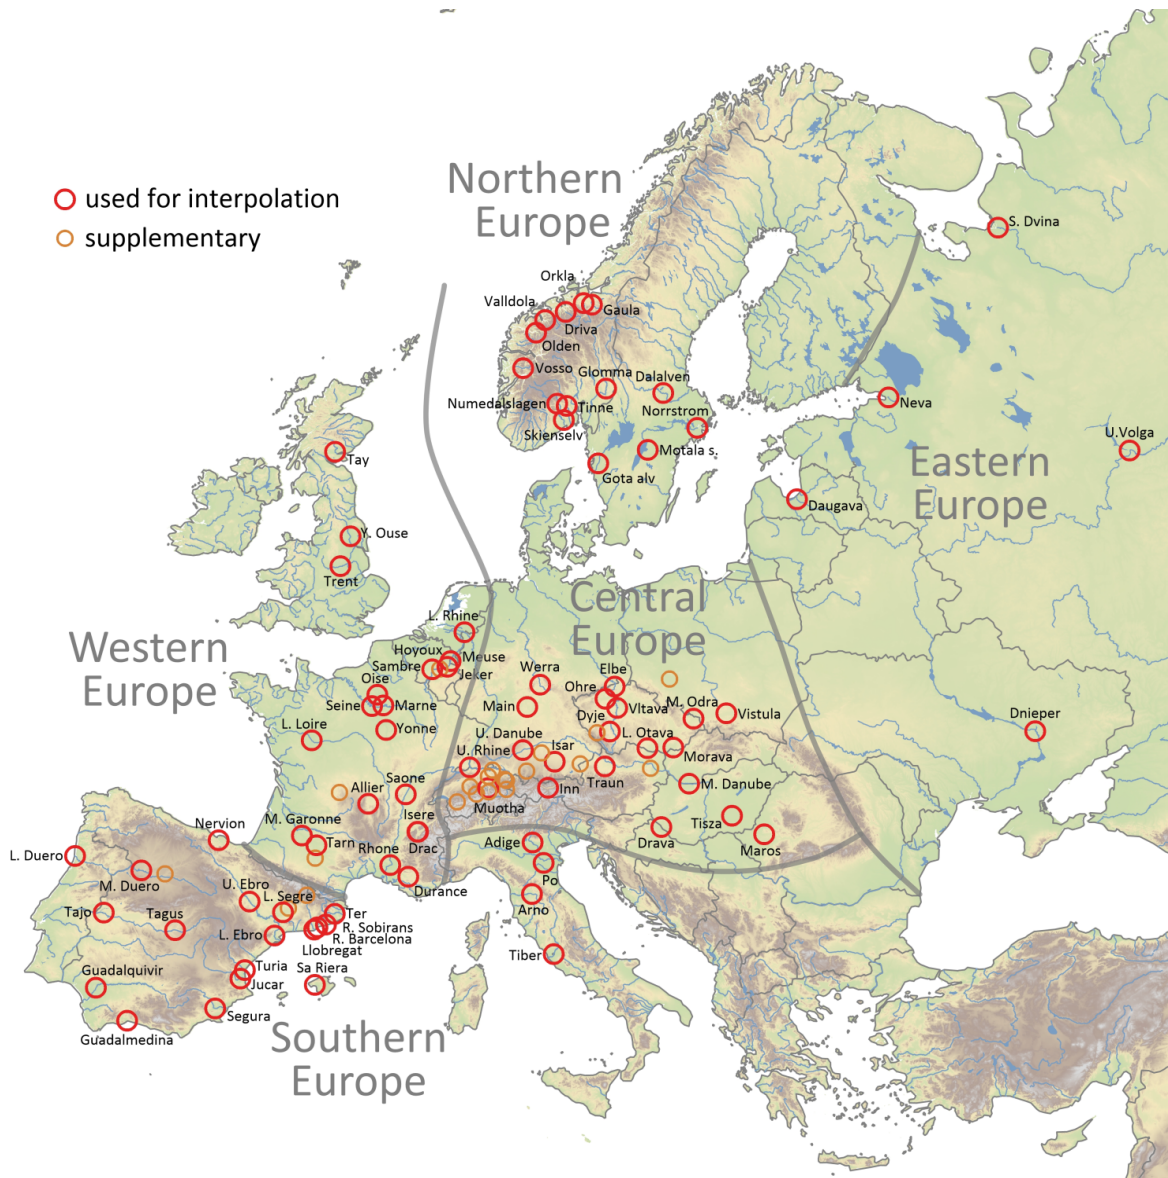 Northern
Europe
used for interpolation
supplementary
S. Dvina
Orkla
Valldola
Gaula
Driva
Olden
Vosso
Glomma
Dalalven
Numedalslagen
Tinne
Norrstrom
Skienselv
Neva
Motala s.
Gota alv
U.Volga
Eastern
Europe
Tay
Daugava
Y. Ouse
Trent
Central
Europe
L. Rhine
Western
Europe
Hoyoux
Meuse
Sambre
Jeker
Oise
Werra
Elbe
Ohre
Seine
Marne
Main
Vltava
M. Odra
Vistula
Dnieper
Dyje
L. Loire
Yonne
U. Danube
L. Otava
U. Rhine
Isar
Morava
Saone
Traun
Allier
Inn
M. Danube
Muotha
Isere
Tisza
M. Garonne
Nervion
Tarn
Drac
Adige
Drava
Maros
L. Duero
Rhone
Po
M. Duero
U. Ebro
L. Segre
Durance
Arno
Tajo
Tagus
Ter
R. Sobirans
L. Ebro
R. Barcelona
Llobregat
Tiber
Guadalquivir
Turia
Sa Riera
Jucar
Segura
Guadalmedina
Southern
Europe